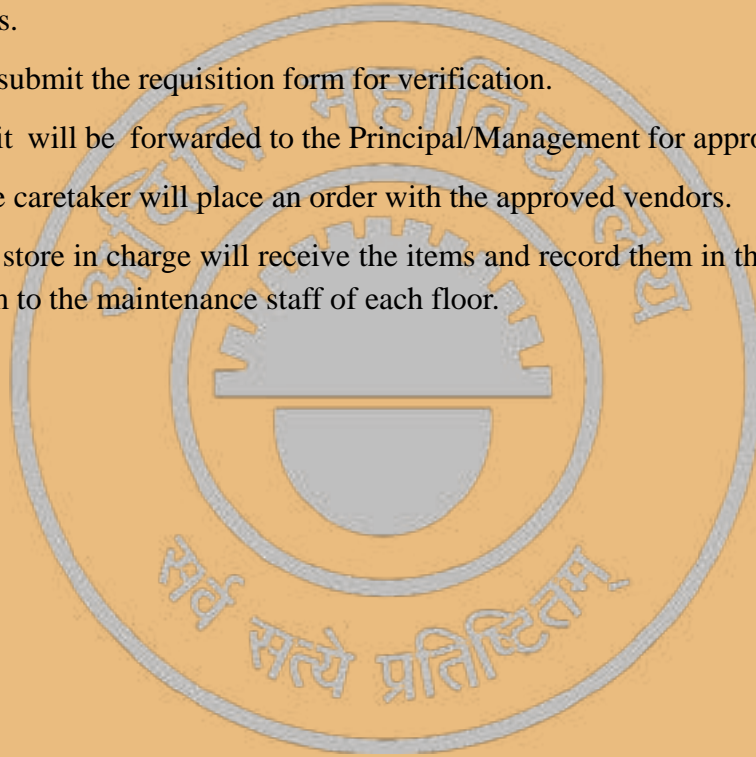 s.
submit the requisition form for verification.
it will be forwarded to the Principal/Management for appro
e caretaker will place an order with the approved vendors.
store in charge will receive the items and record them in th
n to the maintenance staff of each floor.
अदिति महाविद्यालय
सत्ये प्रतिष्ठितम्